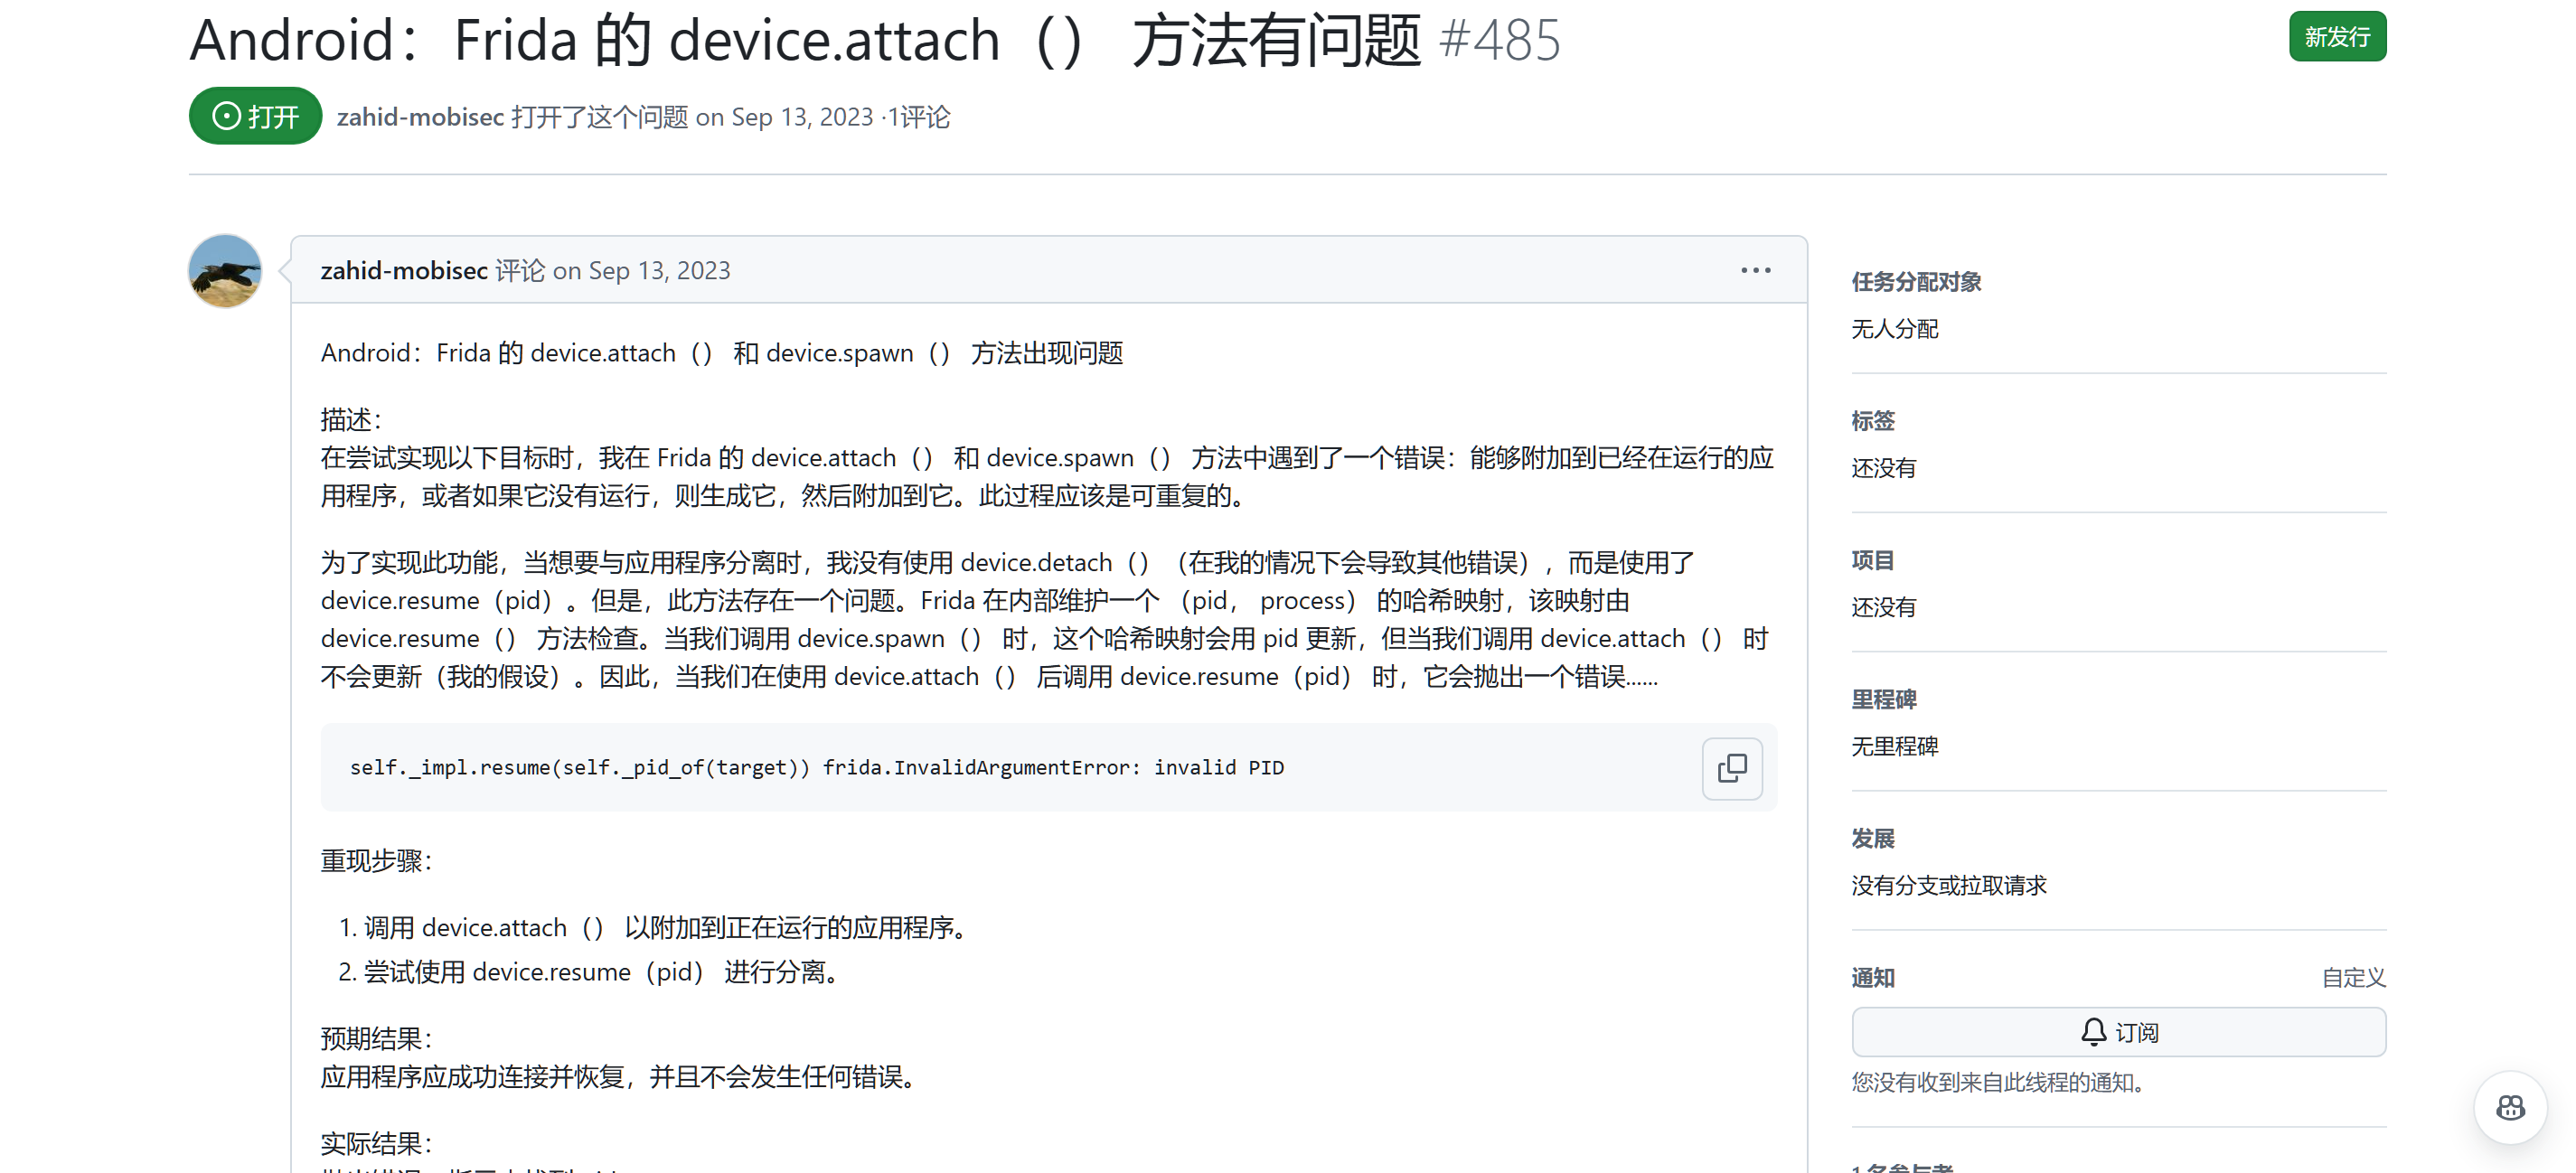 Android：Frida 的 device.attach（） 方法有问题 #485
新发行
打开
zahid-mobisec 打开了这个问题 on Sep 13, 2023 ·1评论
zahid-mobisec 评论 on Sep 13, 2023
Android：Frida 的 device.attach（） 和 device.spawn（） 方法出现问题
描述：
在尝试实现以下目标时，我在 Frida 的 device.attach（） 和 device.spawn（） 方法中遇到了一个错误：能够附加到已经在运行的应
用程序，或者如果它没有运行，则生成它，然后附加到它。此过程应该是可重复的。
为了实现此功能，当想要与应用程序分离时，我没有使用 device.detach（）（在我的情况下会导致其他错误），而是使用了
device.resume（pid）。但是，此方法存在一个问题。Frida 在内部维护一个 （pid， process） 的哈希映射，该映射由
device.resume（） 方法检查。当我们调用 device.spawn（） 时，这个哈希映射会用 pid 更新，但当我们调用 device.attach（） 时
不会更新（我的假设）。因此，当我们在使用 device.attach（） 后调用 device.resume（pid） 时，它会抛出一个错误……
self._impl.resume(self._pid_of(target)) frida.InvalidArgumentError: invalid PID
重现步骤：
1. 调用 device.attach（） 以附加到正在运行的应用程序。
2. 尝试使用 device.resume（pid） 进行分离。
预期结果：
应用程序应成功连接并恢复，并且不会发生任何错误。
实际结果：
任务分配对象
无人分配
标签
还没有
项目
还没有
里程碑
无里程碑
发展
没有分支或拉取请求
通知
自定义
订阅
您没有收到来自此线程的通知。
1 名参与者